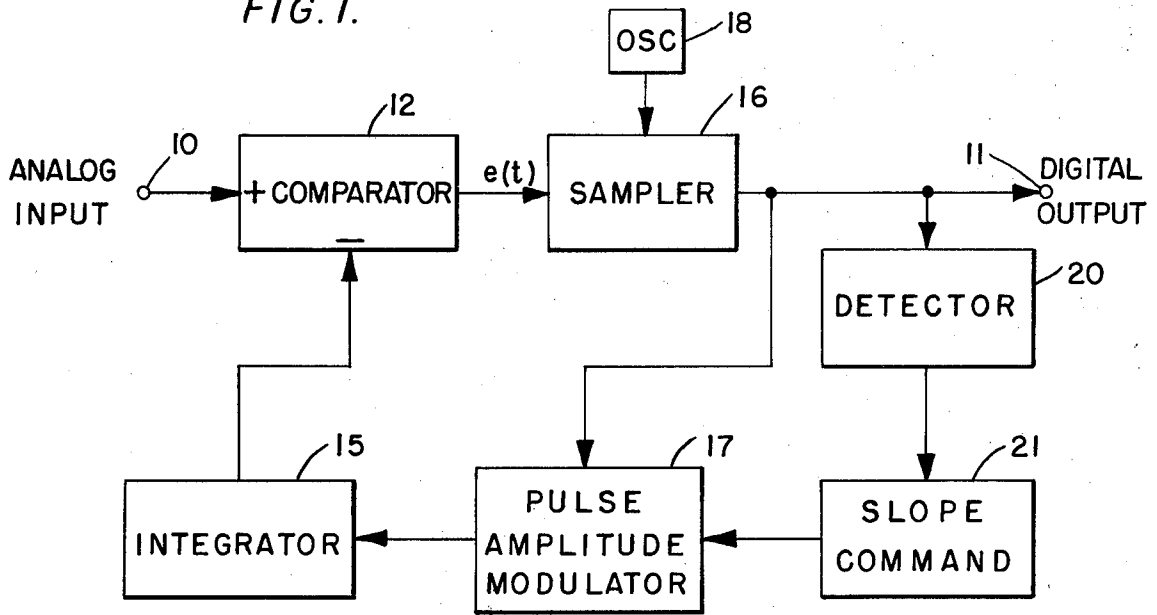 FIG. 1.
OSC
18
12
16
10
11
ANALOG
INPUT
+ COMPARATOR
−
e(t)
SAMPLER
DIGITAL
OUTPUT
20
DETECTOR
15
17
21
INTEGRATOR
PULSE
AMPLITUDE
MODULATOR
SLOPE
COMMAND